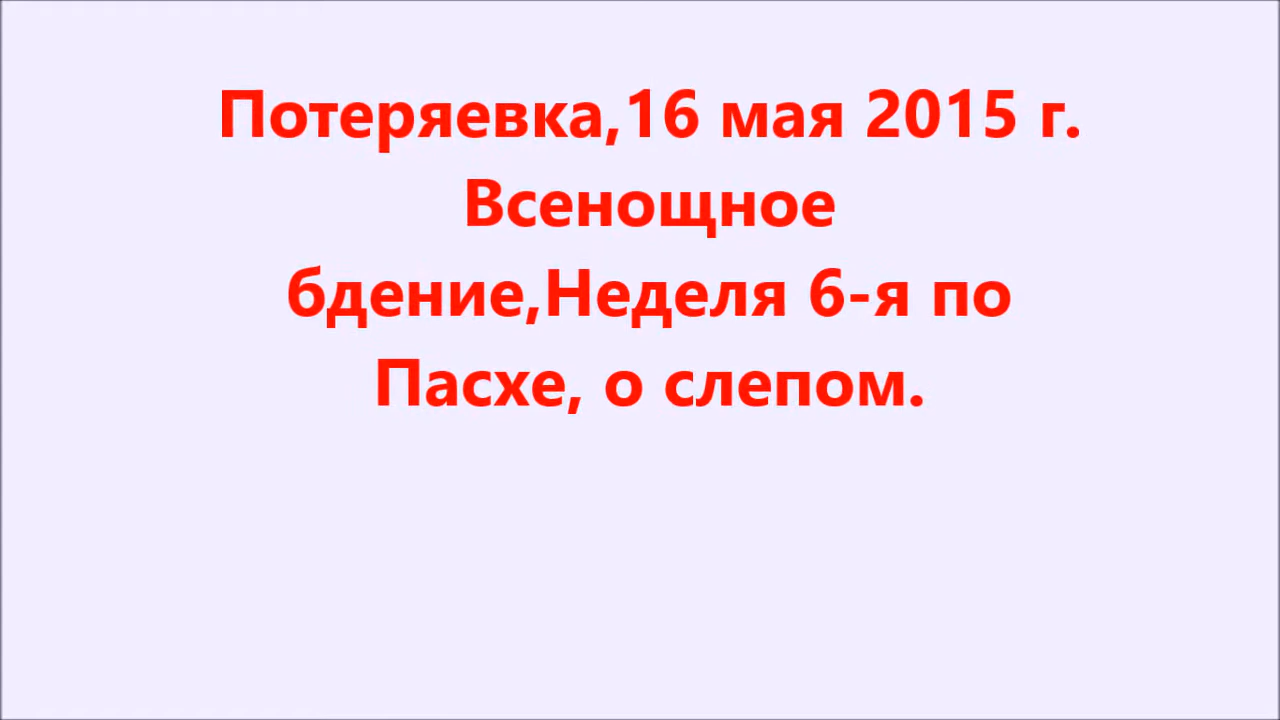 Потеряевка,16 мая 2015 г.
Всенощное
бдение,Неделя 6-я по
Пасхе, о слепом.